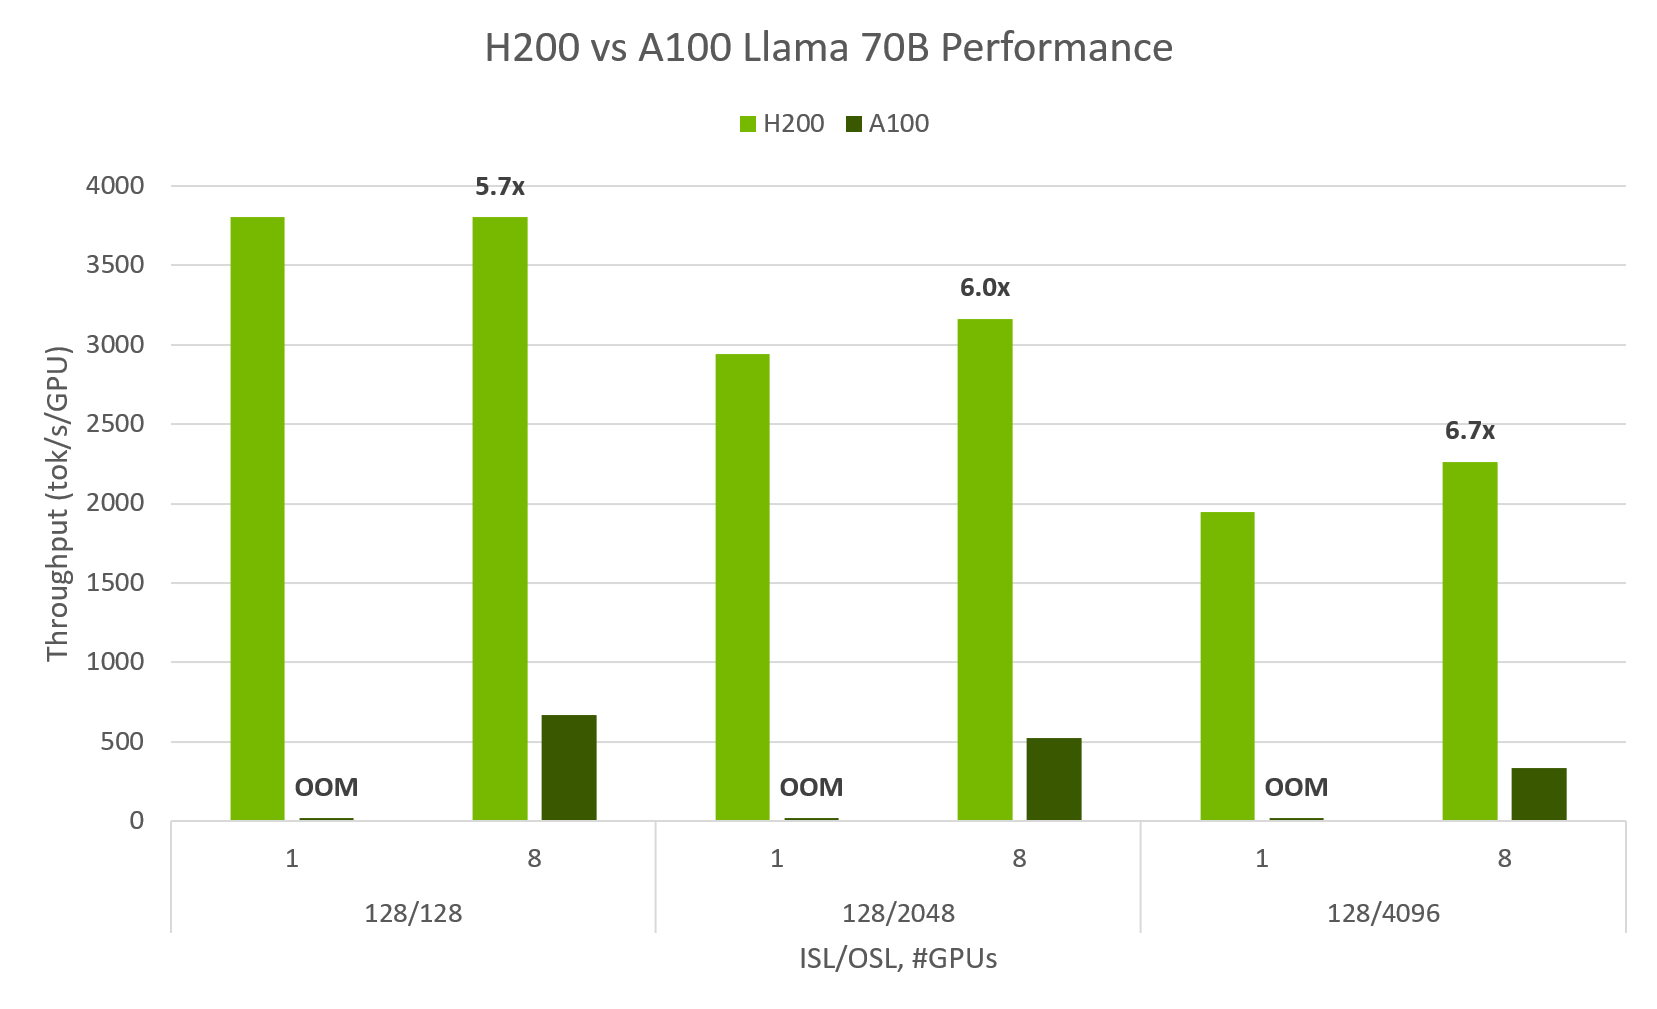 H200 vs A100 Llama 70B Performance
H200 A100
Throughput (tok/s/GPU)
4000
3500
3000
2500
2000
1500
1000
500
0
5.7x
6.0x
6.7x
OOM OOM OOM
1 8 1 8 1 8
128/128 128/2048 128/4096
ISL/OSL, #GPUs